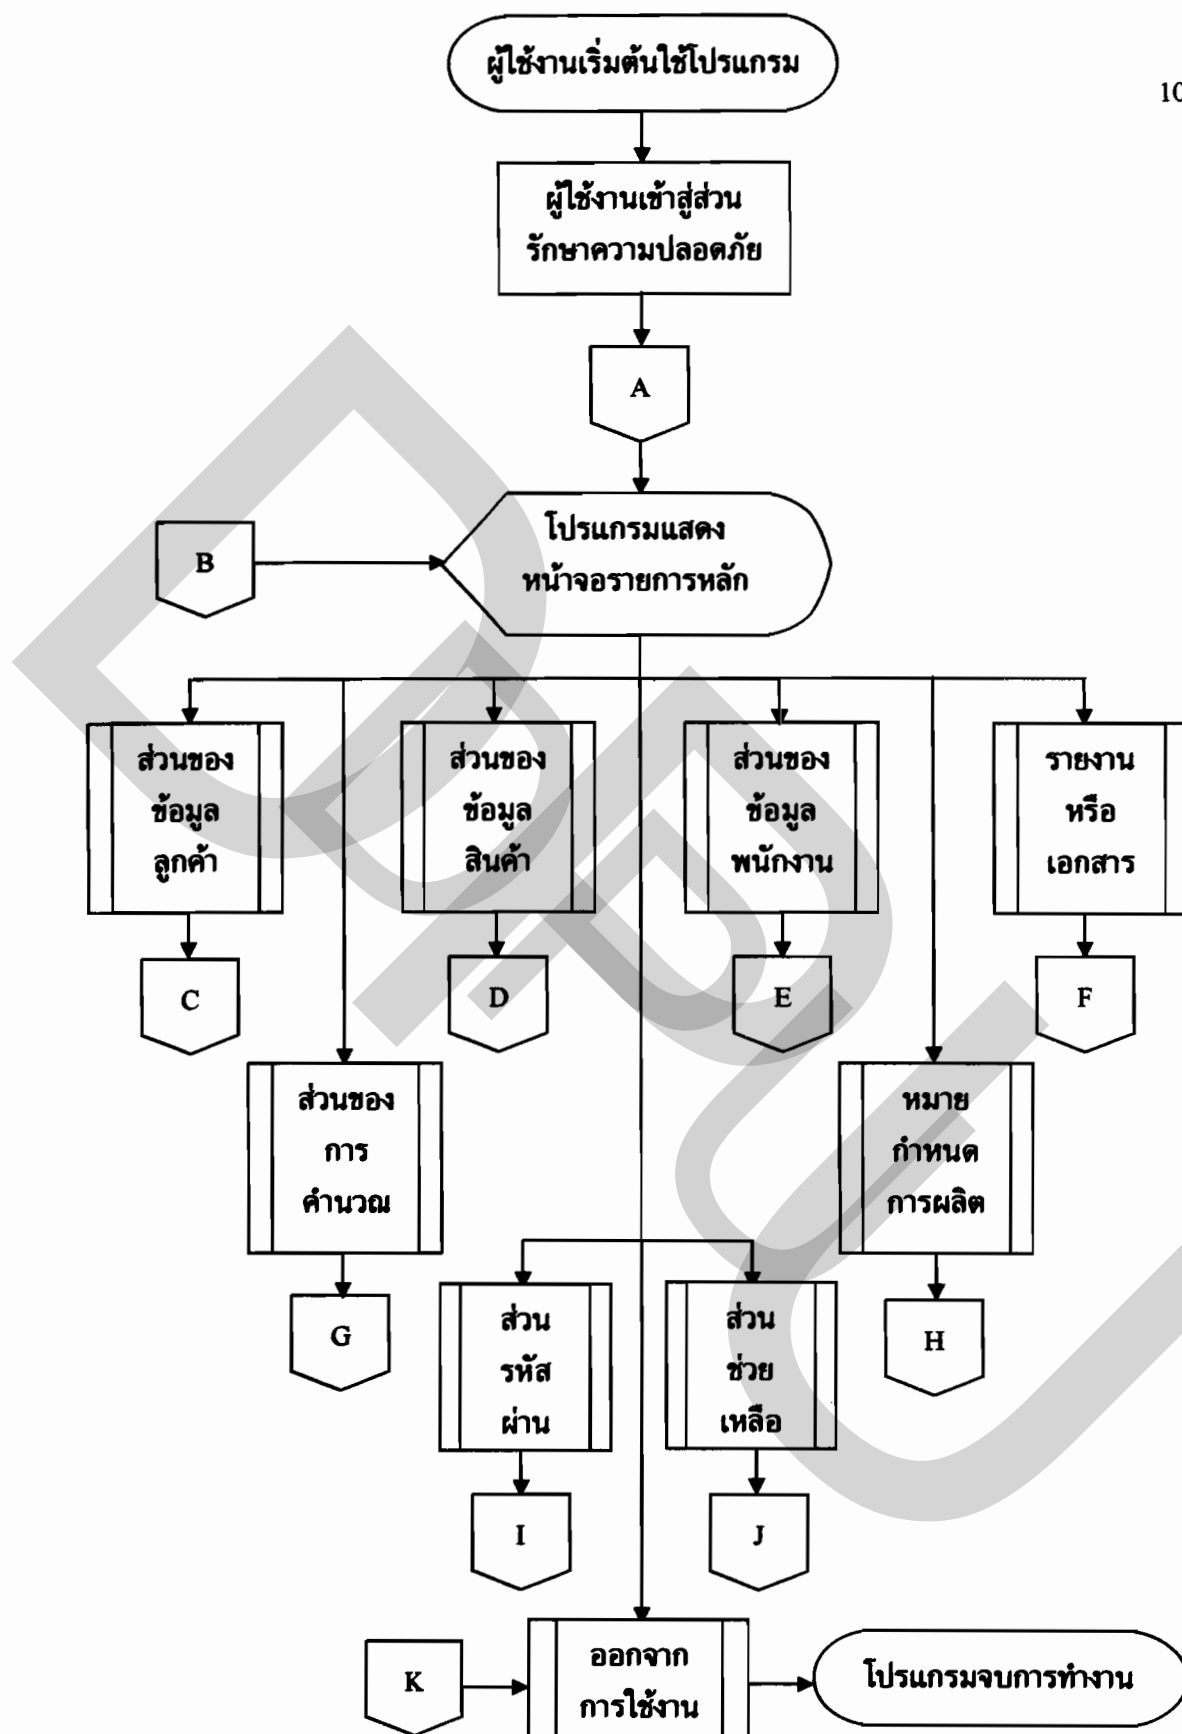 ผู้ใช้งานเริ่มต้นใช้โปรแกรม
10
ผู้ใช้งานเข้าสู่ส่วน
รักษาความปลอดภัย
A
โปรแกรมแสดง
หน้าจอรายการหลัก
B
ส่วนของ
ข้อมูล
ลูกค้า
ส่วนของ
ข้อมูล
สินค้า
ส่วนของ
ข้อมูล
พนักงาน
รายงาน
หรือ
เอกสาร
C
D
E
F
ส่วนของ
การ
คำนวณ
หมาย
กำหนด
การผลิต
G
H
ส่วน
รหัส
ผ่าน
ส่วน
ช่วย
เหลือ
I
J
K
ออกจาก
การใช้งาน
โปรแกรมจบการทำงาน